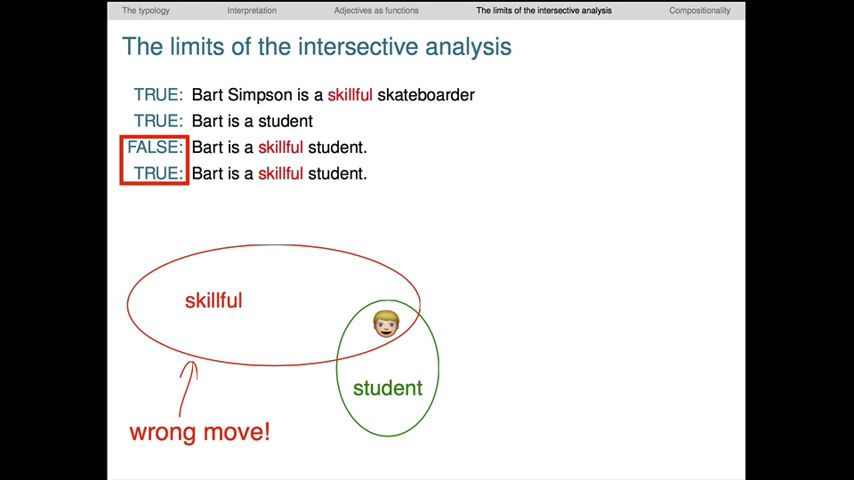 The typology Interpretation Adjectives as functions The limits of the intersective analysis Compositionality
The limits of the intersective analysis
TRUE: Bart Simpson is a skillful skateboarder
TRUE: Bart is a student
FALSE: Bart is a skillful student.
TRUE: Bart is a skillful student.
skillful
student
wrong move!